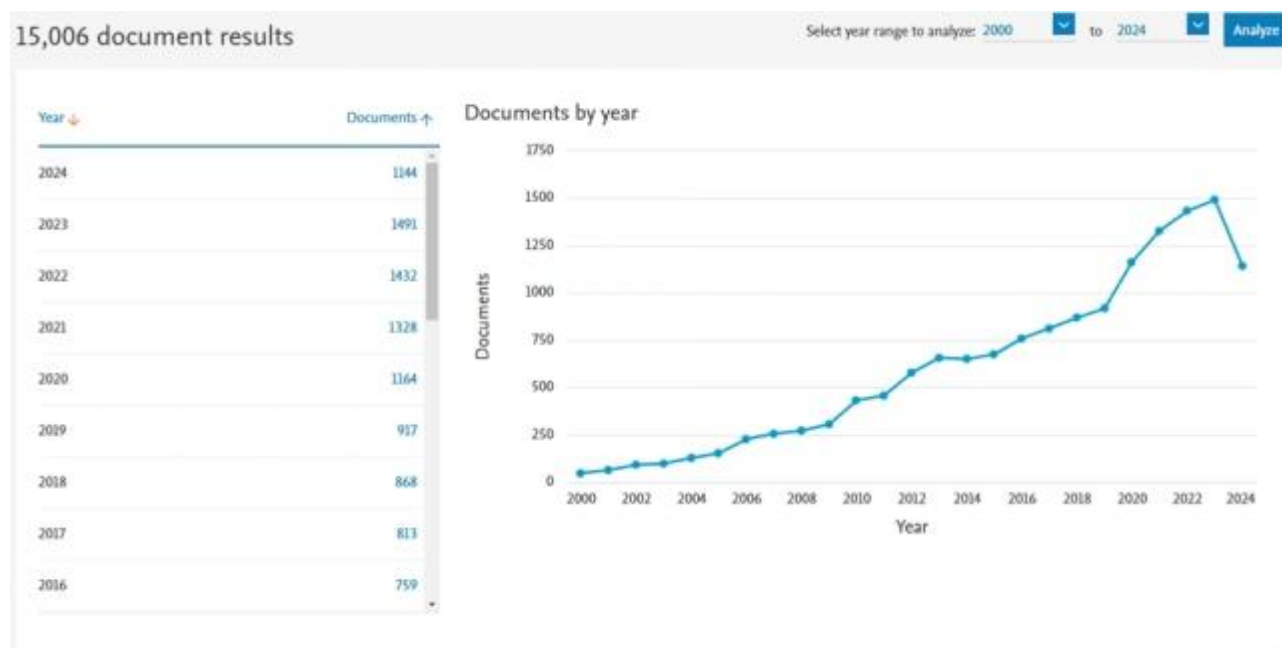 15,006 document results
Select year range to analyze: 2000 to 2024 Analyze
Year Documents
2024 1144
2023 1491
2022 1432
2021 1328
2020 1164
2019 917
2018 868
2017 813
2016 759
Documents by year
1750
1500
1250
1000
750
500
250
0
Documents
2000 2002 2004 2006 2008 2010 2012 2014 2016 2018 2020 2022 2024
Year